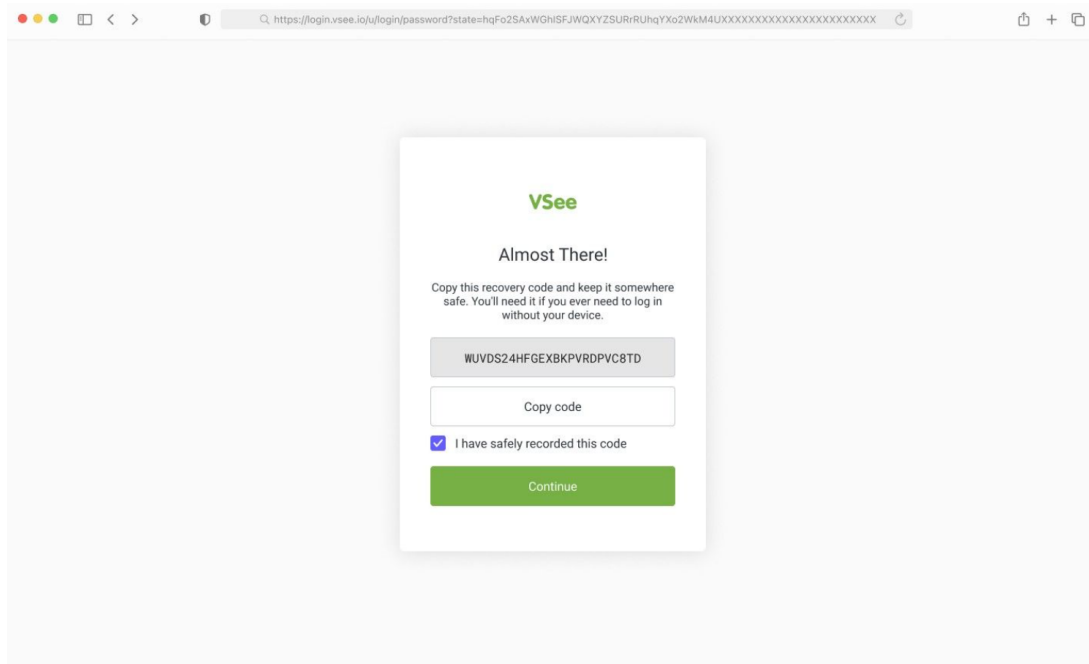 https://login.vsee.io/u/login/password?state=hqFo2SAxWGhlSFJWQXYZSURrRUhqYXo2WkM4UXXXXXXXXXXXXXXXXXXXXXXX
VSee
Almost There!
Copy this recovery code and keep it somewhere
safe. You'll need it if you ever need to log in
without your device.
WUVDS24HFGEXBKPVRDPVC8TD
Copy code
I have safely recorded this code
Continue